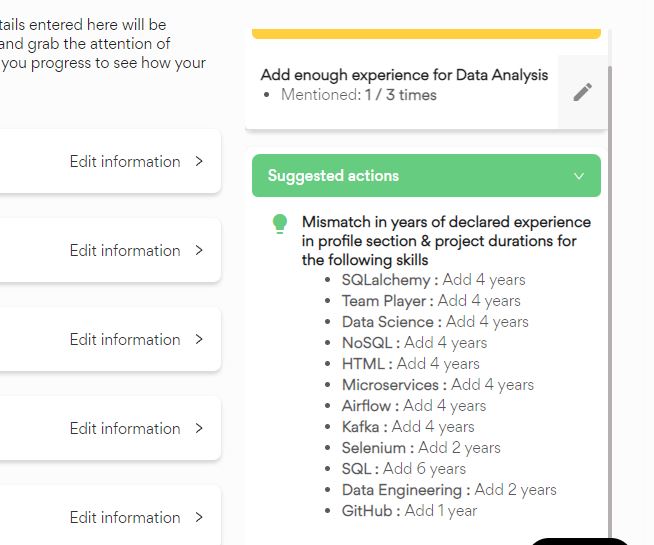 tails entered here will be
and grab the attention of
you progress to see how your
Edit information
Edit information
Edit information
Edit information
Edit information
Add enough experience for Data Analysis
• Mentioned: 1 / 3 times
Suggested actions
Mismatch in years of declared experience
in profile section & project durations for
the following skills
• SQLalchemy : Add 4 years
• Team Player : Add 4 years
• Data Science : Add 4 years
• NoSQL : Add 4 years
• HTML : Add 4 years
• Microservices : Add 4 years
• Airflow : Add 4 years
• Kafka : Add 4 years
• Selenium : Add 2 years
• SQL : Add 6 years
• Data Engineering : Add 2 years
• GitHub : Add 1 year